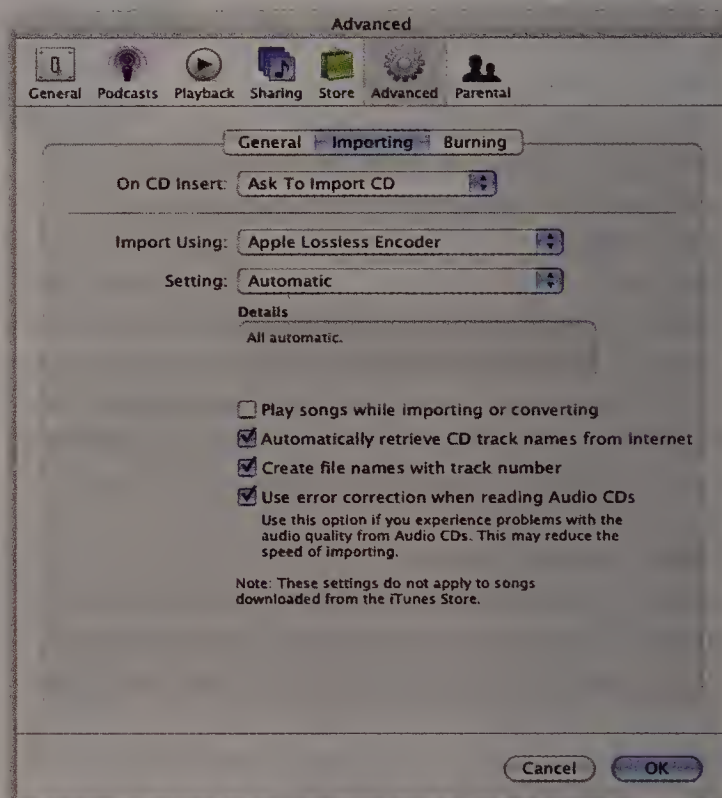 Advanced
General Podcasts Playback Sharing Store Advanced Parental
General Importing Burning
On CD Insert: Ask To Import CD
Import Using: Apple Lossless Encoder
Setting: Automatic
Details
All automatic.
Play songs while importing or converting
Automatically retrieve CD track names from Internet
Create file names with track number
Use error correction when reading Audio CDs
Use this option if you experience problems with the
audio quality from Audio CDs. This may reduce the
speed of importing.
Note: These settings do not apply to songs
downloaded from the iTunes Store.
Cancel OK